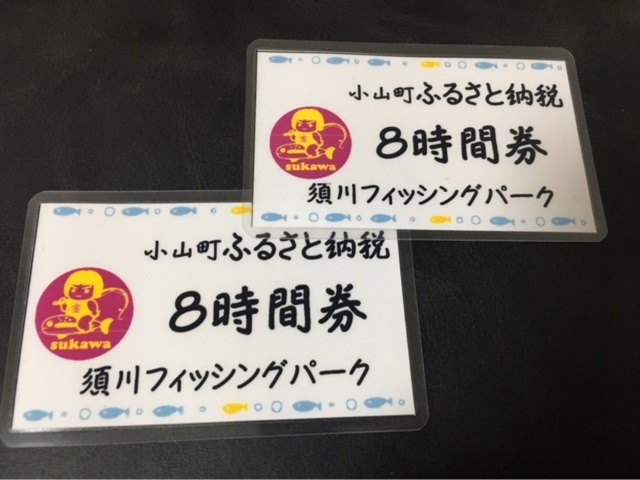 小山町ふるさと納税
8時間券
sukawa
須川フィッシングパーク
小山町ふるさと納税
8時間券
sukawa
須川フィッシングパーク